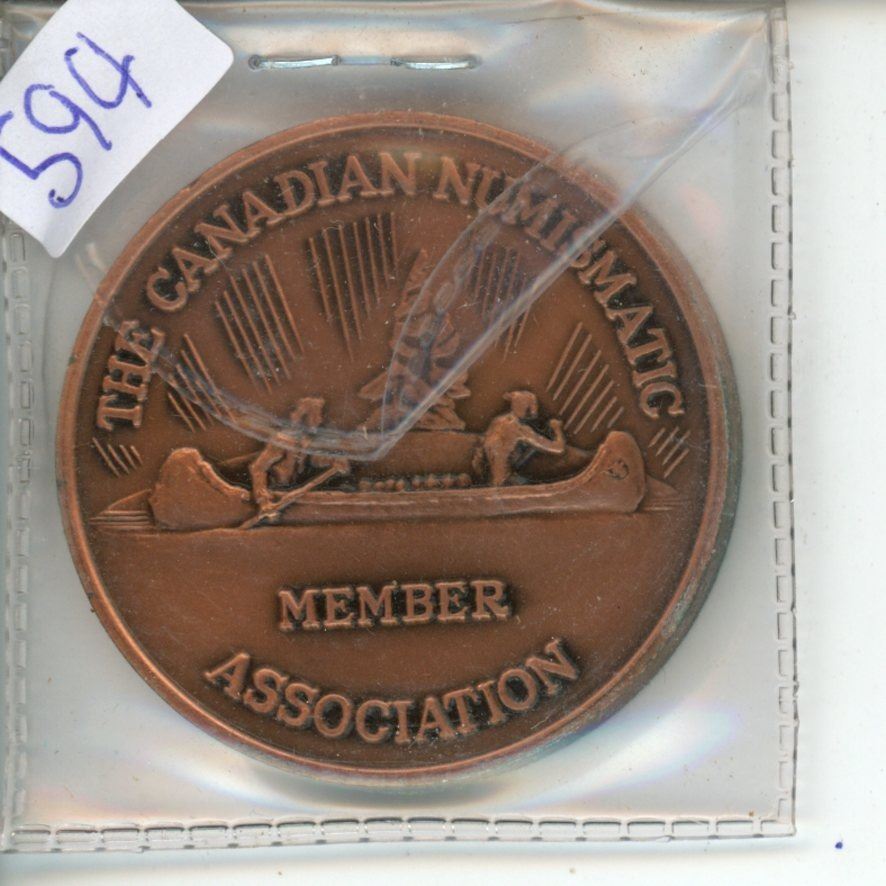 594
THE CANADIAN NUMISMATIC
MEMBER
ASSOCIATION